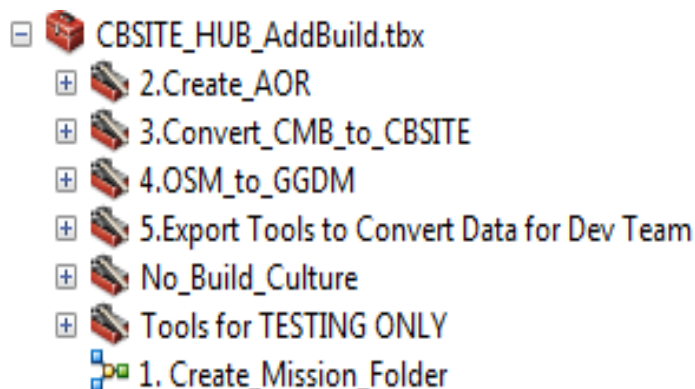 CBSITE_HUB_AddBuild.tbx
2.Create_AOR
3.Convert_CMB_to_CBSITE
4.OSM_to_GGDM
5.Export Tools to Convert Data for Dev Team
No_Build_Culture
Tools for TESTING ONLY
1. Create_Mission_Folder